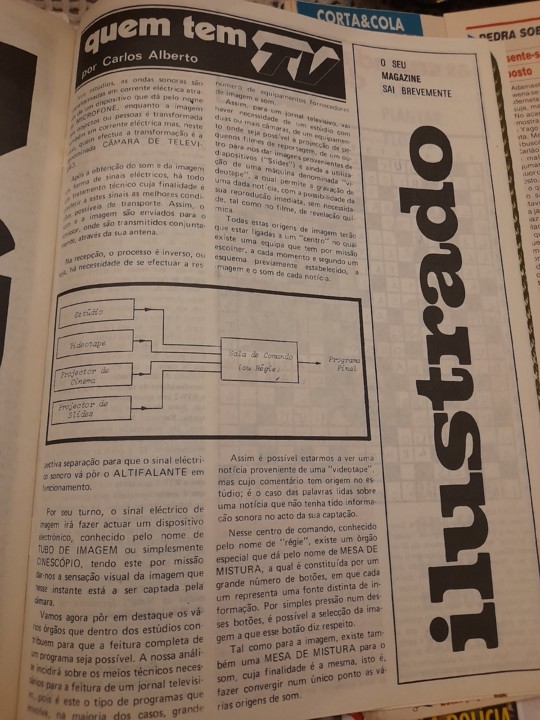 quem tem
TV
por Carlos Alberto
estúdios, as ondas sonoras são
em corrente eléctrica atra-
de um dispositivo que dá pelo nome
MICROFONE, enquanto a imagem
ou pessoas é transformada
em corrente eléctrica mas, neste
quem efectue a transformação é a
CÂMARA DE TELEVI-
Após a obtenção do som e da imagem
forma de sinais eléctricos, há todo
tratamento técnico cuja finalidade é
a estes sinais as melhores condi-
possíveis de transporte. Assim, o
e a imagem são enviados para o
onde são transmitidos conjunta-
através da sua antena.
Na recepção, o processo é inverso, ou
há necessidade de se efectuar a res-
número de equipamentos fornecedores
de imagem e som.
Assim, para um jornal televisivo, vai
haver necessidade de um estúdio com
duas ou mais câmaras, de um equipamen-
to onde seja possível a projecção de pe-
quenos filmes de reportagem, de um ou-
tro para nos dar imagens provenientes de
diapositivos ("Slides") e ainda a utiliza-
ção de uma máquina denominada "vi-
deotape", a qual permite a gravação de
uma dada notícia, com a possibilidade da
sua reprodução imediata, sem necessida-
de, tal como no filme, de revelação quí-
mica.
Todas estas origens de imagem terão
que estar ligadas a um "centro" no qual
existe uma equipa que tem por missão
escolher, a cada momento e segundo um
esquema previamente estabelecido, a
imagem e o som de cada notícia.
Estúdio
Videotape
Projector de
Cinema
Projector de
Slides
Sala de Comando
(ou Régie)
Programa
Final
pectiva separação para que o sinal eléctri-
co sonoro vá pôr o ALTIFALANTE em
funcionamento.
Por seu turno, o sinal eléctrico de
imagem irá fazer actuar um dispositivo
electrónico, conhecido pelo nome de
TUBO DE IMAGEM ou simplesmente
CINESCÓPIO, tendo este por missão
dar-nos a sensação visual da imagem que
nesse instante está a ser captada pela
câmara.
Vamos agora pôr em destaque os vá-
rios órgãos que dentro dos estúdios con-
tribuem para que a feitura completa de
um programa seja possível. A nossa análi-
se incidirá sobre os meios técnicos neces-
sários para a feitura de um jornal televisi-
vo, pois é este o tipo de programas que
envolve, na maioria dos casos, grande
Assim é possível estarmos a ver uma
notícia proveniente de uma "videotape",
mas cujo comentário tem origem no es-
túdio; é o caso das palavras lidas sobre
uma notícia que não tenha tido informa-
ção sonora no acto da sua captação.
Nesse centro de comando, conhecido
pelo nome de "régie", existe um órgão
especial que dá pelo nome de MESA DE
MISTURA, a qual é constituída por um
grande número de botões, em que cada
um representa uma fonte distinta de in-
formação. Por simples pressão num des-
ses botões, é possível a selecção da ima-
gem a que esse botão diz respeito.
Tal como para a imagem, existe tam-
bém uma MESA DE MISTURA para o
som, cuja finalidade é a mesma, isto é,
fazer convergir num único ponto as vá-
rias origens de som.
O SEU
MAGAZINE
SAI BREVEMENTE
ilustrado
CORTA&COLA
PEDRA